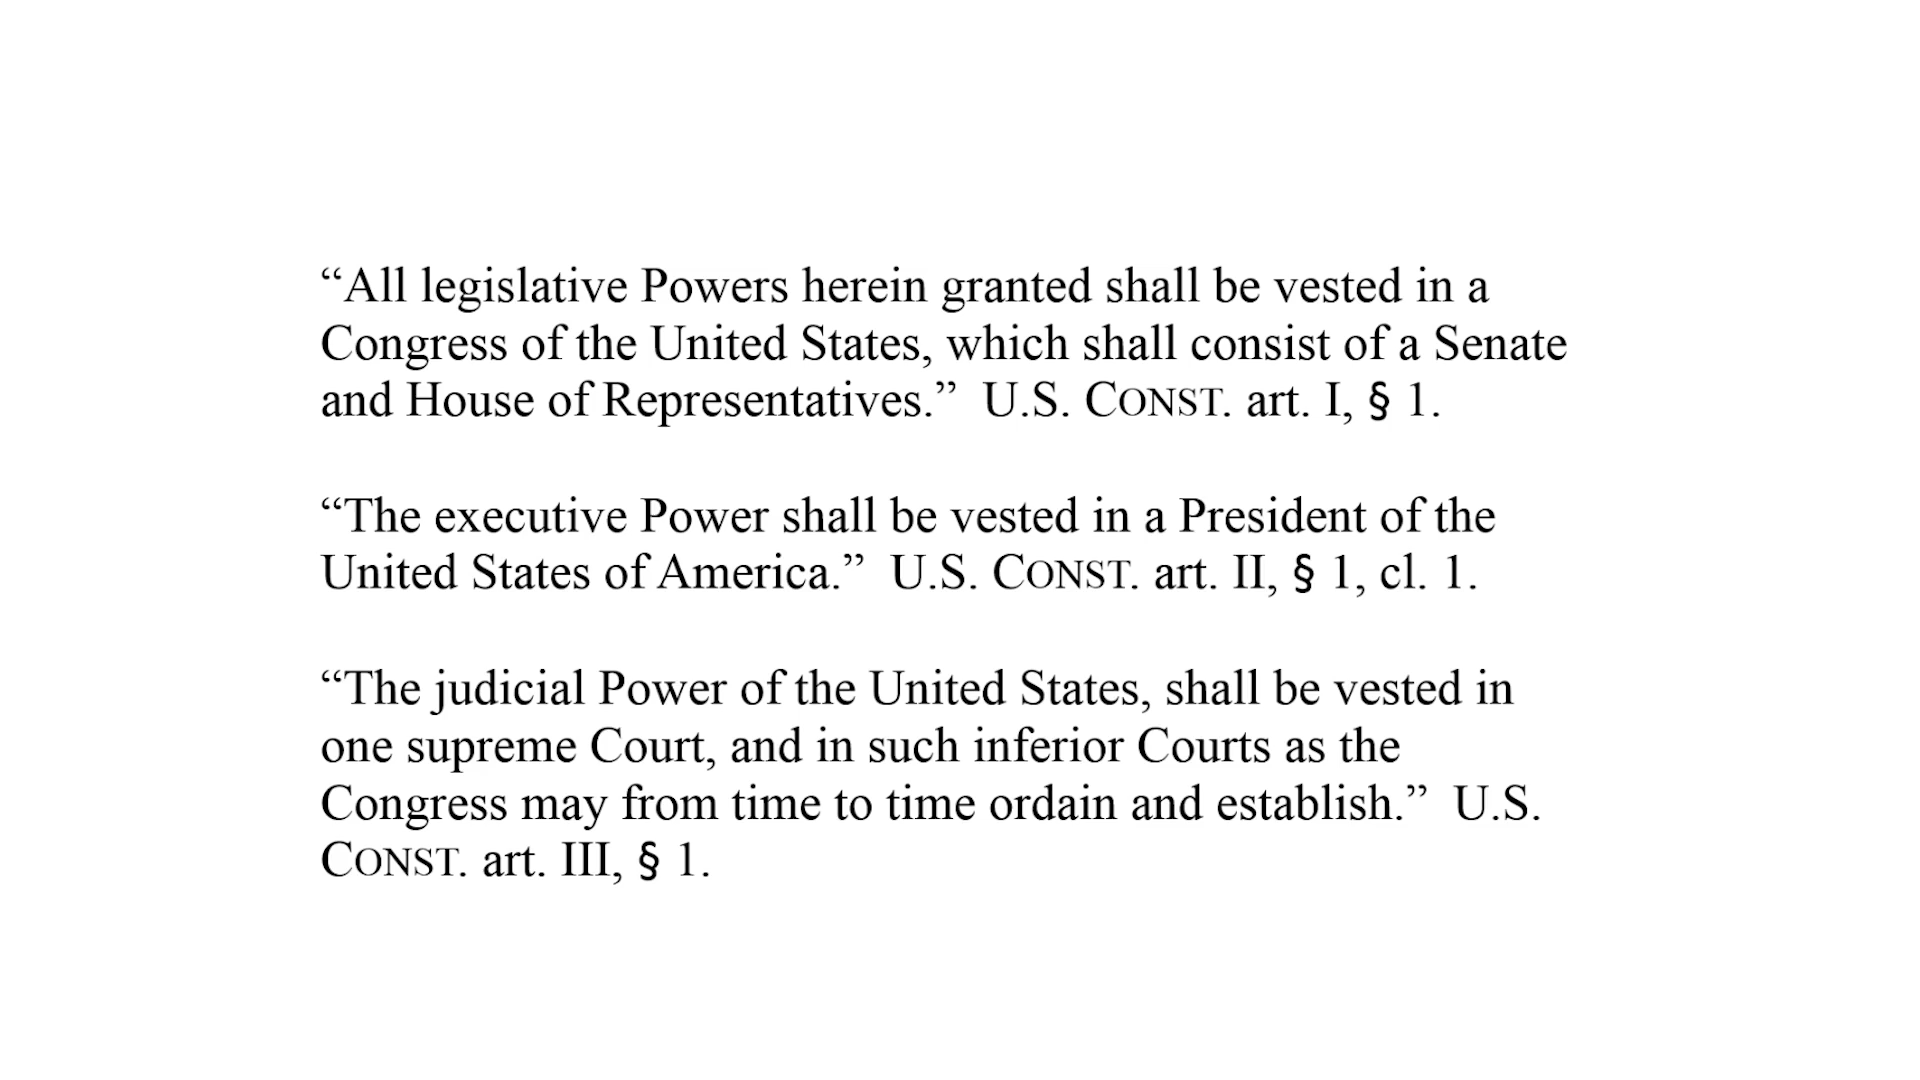 “All legislative Powers herein granted shall be vested in a
Congress of the United States, which shall consist of a Senate
and House of Representatives.”  U.S. CONST. art. I, § 1.
“The executive Power shall be vested in a President of the
United States of America.”  U.S. CONST. art. II, § 1, cl. 1.
“The judicial Power of the United States, shall be vested in
one supreme Court, and in such inferior Courts as the
Congress may from time to time ordain and establish.”  U.S.
CONST. art. III, § 1.